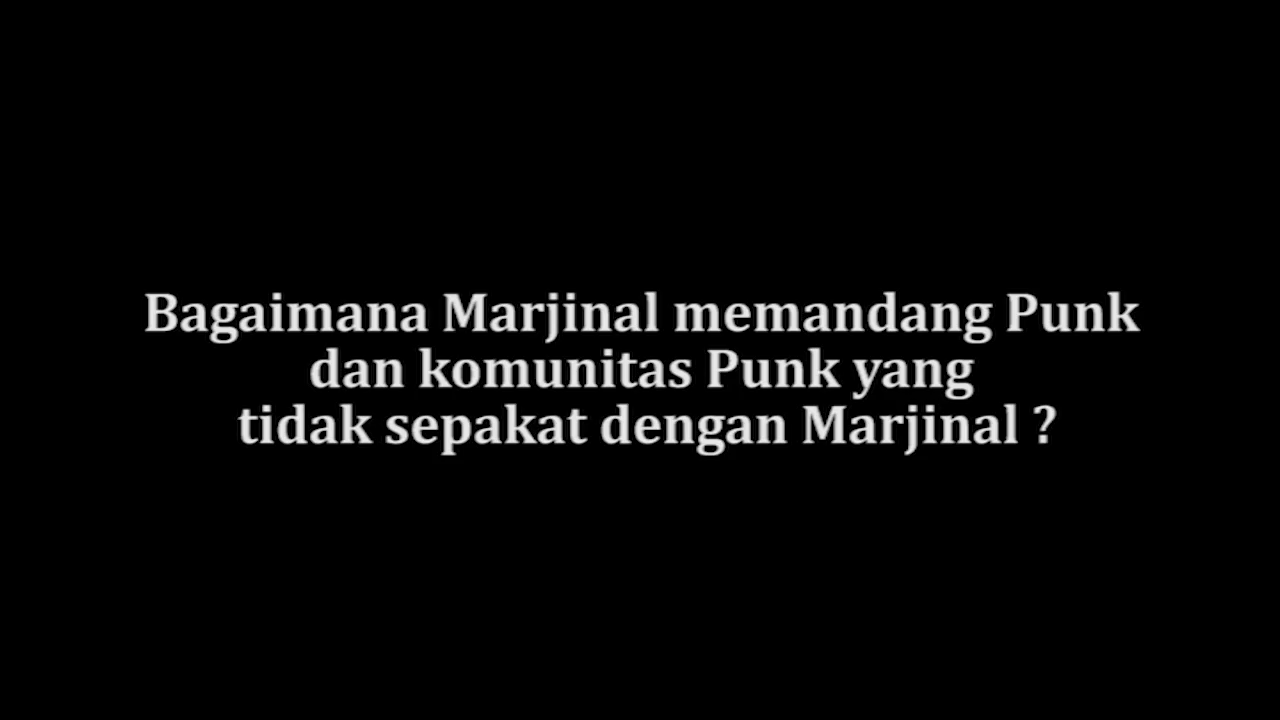 Bagaimana Marjinal memandang Punk
dan komunitas Punk yang
tidak sepakat dengan Marjinal ?